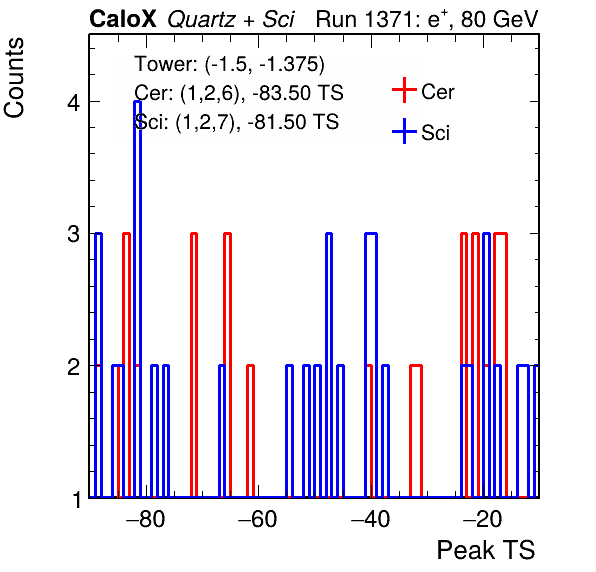 CaloX Quartz + Sci Run 1371: e+, 80 GeV
Counts
Tower: (-1.5, -1.375)
Cer: (1,2,6), -83.50 TS
Sci: (1,2,7), -81.50 TS
Cer
Sci
4
3
2
1
−80 −60 −40 −20
Peak TS